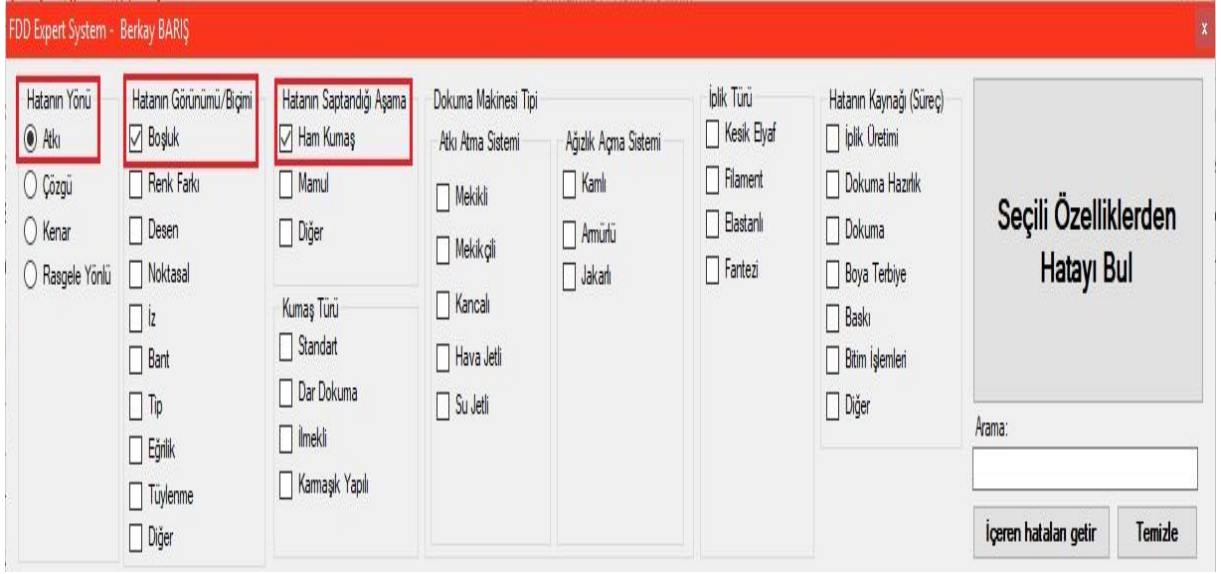 FDD Expert System - Berkay BARIŞ
x
Hatanın Yönü
Atkı
Çözgü
Kenar
Rasgele Yönlü
Hatanın Görünümü/Biçimi
Boşluk
Renk Farkı
Desen
Noktasal
İz
Bant
Tip
Eğrilik
Tüylenme
Diğer
Hatanın Saptandığı Aşama
Ham Kumaş
Mamul
Diğer
Kumaş Türü
Standart
Dar Dokuma
İlmekli
Karmaşık Yapılı
Dokuma Makinesi Tipi
Atkı Atma Sistemi
Mekikli
Mekikçili
Kancalı
Hava Jetli
Su Jetli
Ağızlık Açma Sistemi
Kamlı
Armürlü
Jakarlı
İplik Türü
Kesik Elyaf
Filament
Elastanlı
Fantezi
Hatanın Kaynağı (Süreç)
İplik Üretimi
Dokuma Hazırlık
Dokuma
Boya Terbiye
Baskı
Bitim İşlemleri
Diğer
Seçili Özelliklerden
Hatayı Bul
Arama:
İçeren hataları getir
Temizle